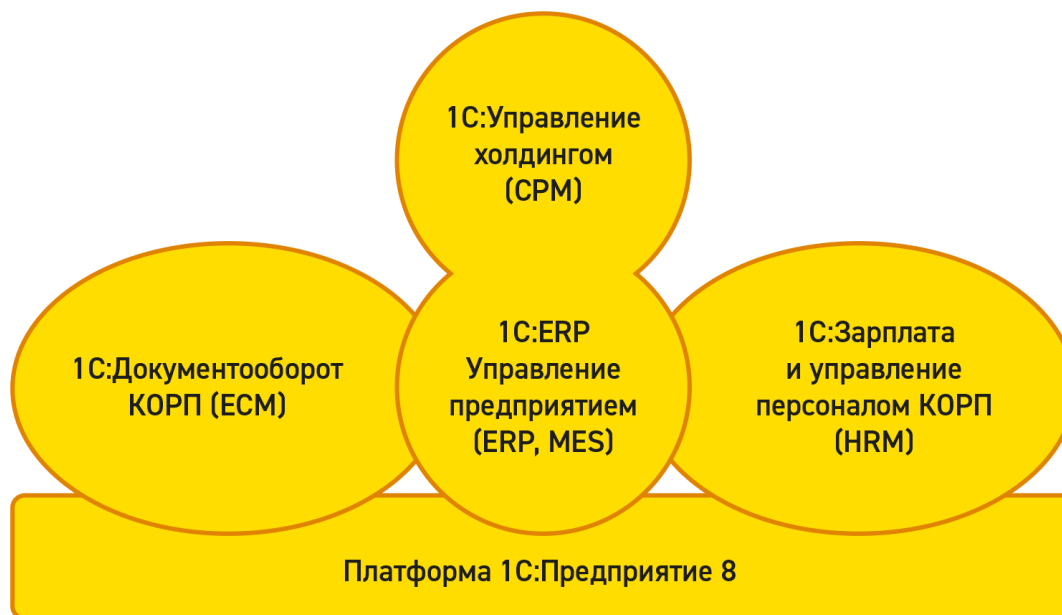 1С:Управление
холдингом
(CPM)
1С:Документооборот
КОРП (ECM)
1С:ERP
Управление
предприятием
(ERP, MES)
1С:Зарплата
и управление
персоналом КОРП
(HRM)
Платформа 1С:Предприятие 8